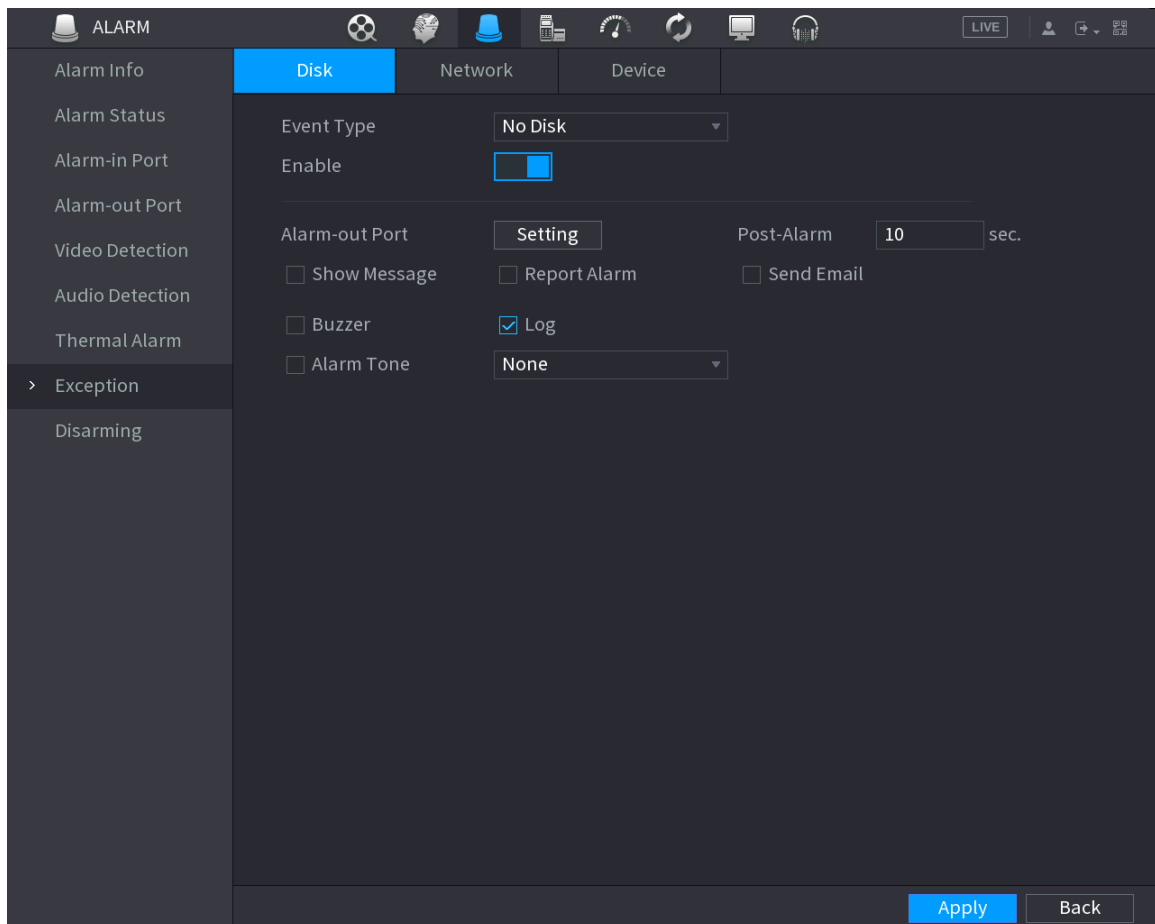 ALARM
LIVE
Alarm Info
Alarm Status
Alarm-in Port
Alarm-out Port
Video Detection
Audio Detection
Thermal Alarm
Exception
Disarming
Disk Network Device
Event Type No Disk
Enable
Alarm-out Port Setting Post-Alarm 10 sec.
Show Message Report Alarm Send Email
Buzzer Log
Alarm Tone None
Apply Back